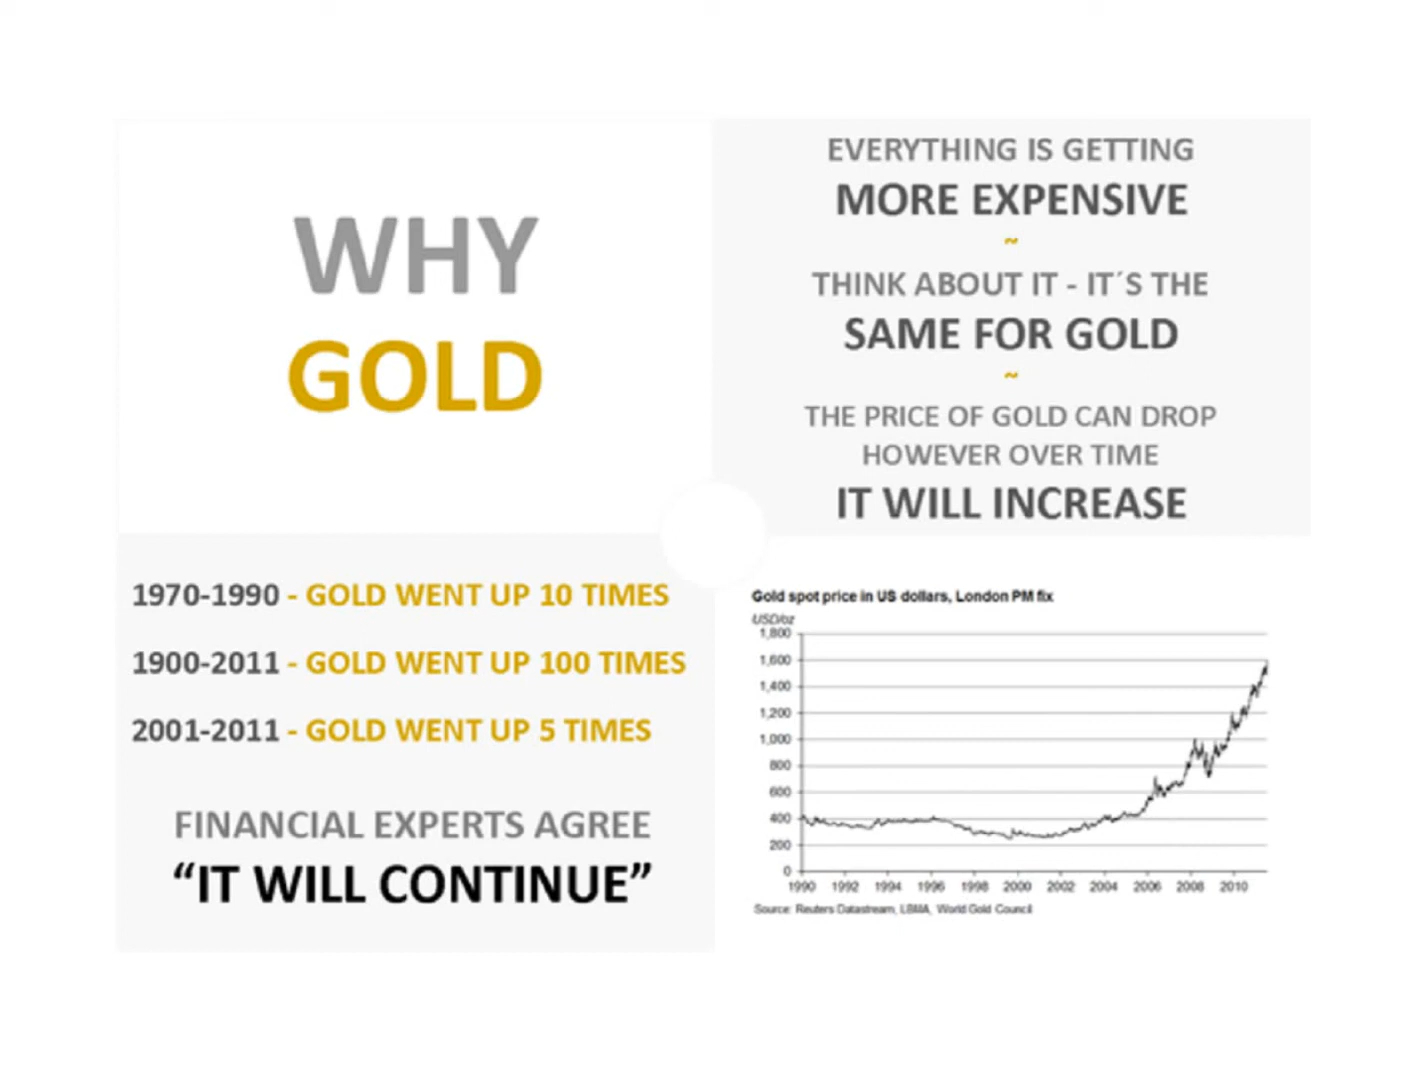 WHY
GOLD
EVERYTHING IS GETTING
MORE EXPENSIVE
~
THINK ABOUT IT - IT´S THE
SAME FOR GOLD
~
THE PRICE OF GOLD CAN DROP
HOWEVER OVER TIME
IT WILL INCREASE
1970-1990 - GOLD WENT UP 10 TIMES
1900-2011 - GOLD WENT UP 100 TIMES
2001-2011 - GOLD WENT UP 5 TIMES
FINANCIAL EXPERTS AGREE
“IT WILL CONTINUE”
Gold spot price in US dollars, London PM fix
USD/oz
1,800
1,600
1,400
1,200
1,000
800
600
400
200
0
1990 1992 1994 1996 1998 2000 2002 2004 2006 2008 2010
Source: Reuters Datastream, LBMA, World Gold Council